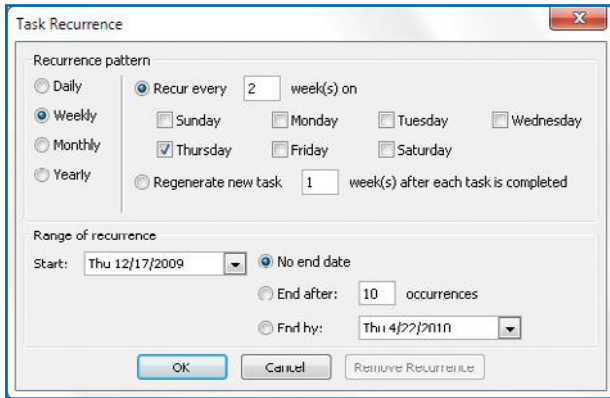 Task Recurrence
Recurrence pattern
Daily
Recur every 2 week(s) on
Weekly
Sunday Monday Tuesday Wednesday
Monthly
Thursday Friday Saturday
Yearly
Regenerate new task 1 week(s) after each task is completed
Range of recurrence
Start: Thu 12/17/2009
No end date
End after: 10 occurrences
End by: Thu 4/22/2010
OK Cancel Remove Recurrence